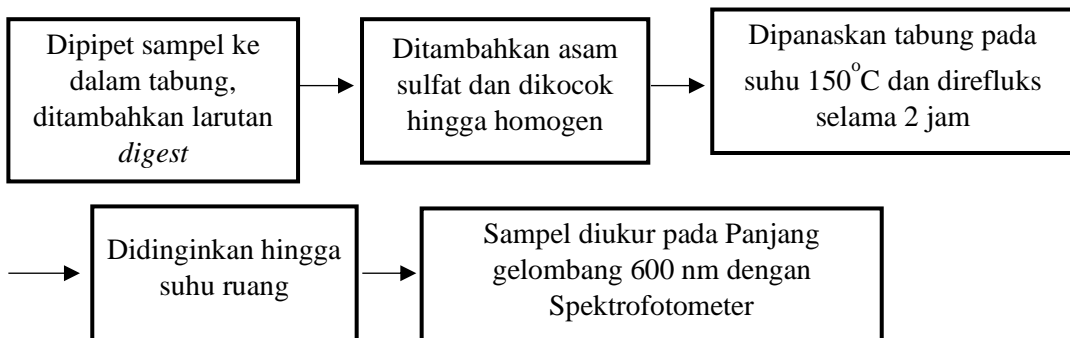 Dipipet sampel ke
dalam tabung,
ditambahkan larutan
digest
Ditambahkan asam
sulfat dan dikocok
hingga homogen
Dipanaskan tabung pada
suhu 150°C dan direfluks
selama 2 jam
Didinginkan hingga
suhu ruang
Sampel diukur pada Panjang
gelombang 600 nm dengan
Spektrofotometer